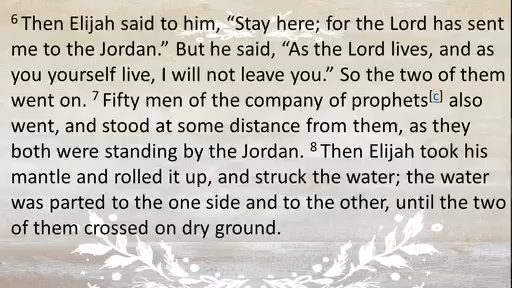 6 Then Elijah said to him, “Stay here; for the Lord has sent
me to the Jordan.” But he said, “As the Lord lives, and as
you yourself live, I will not leave you.” So the two of them
went on. 7 Fifty men of the company of prophets[c] also
went, and stood at some distance from them, as they
both were standing by the Jordan. 8 Then Elijah took his
mantle and rolled it up, and struck the water; the water
was parted to the one side and to the other, until the two
of them crossed on dry ground.